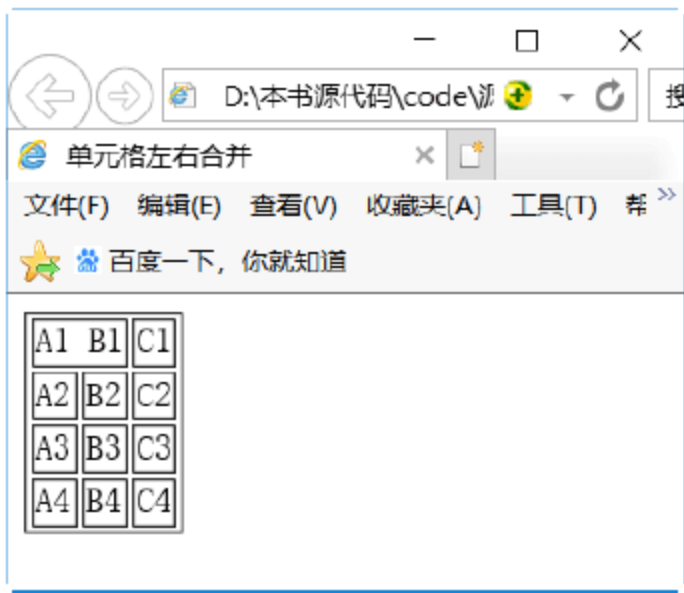 D:\本书源代码\code\源
单元格左右合并
文件(F) 编辑(E) 查看(V) 收藏夹(A) 工具(T) 帮 »
百度一下，你就知道
A1 B1 C1
A2 B2 C2
A3 B3 C3
A4 B4 C4